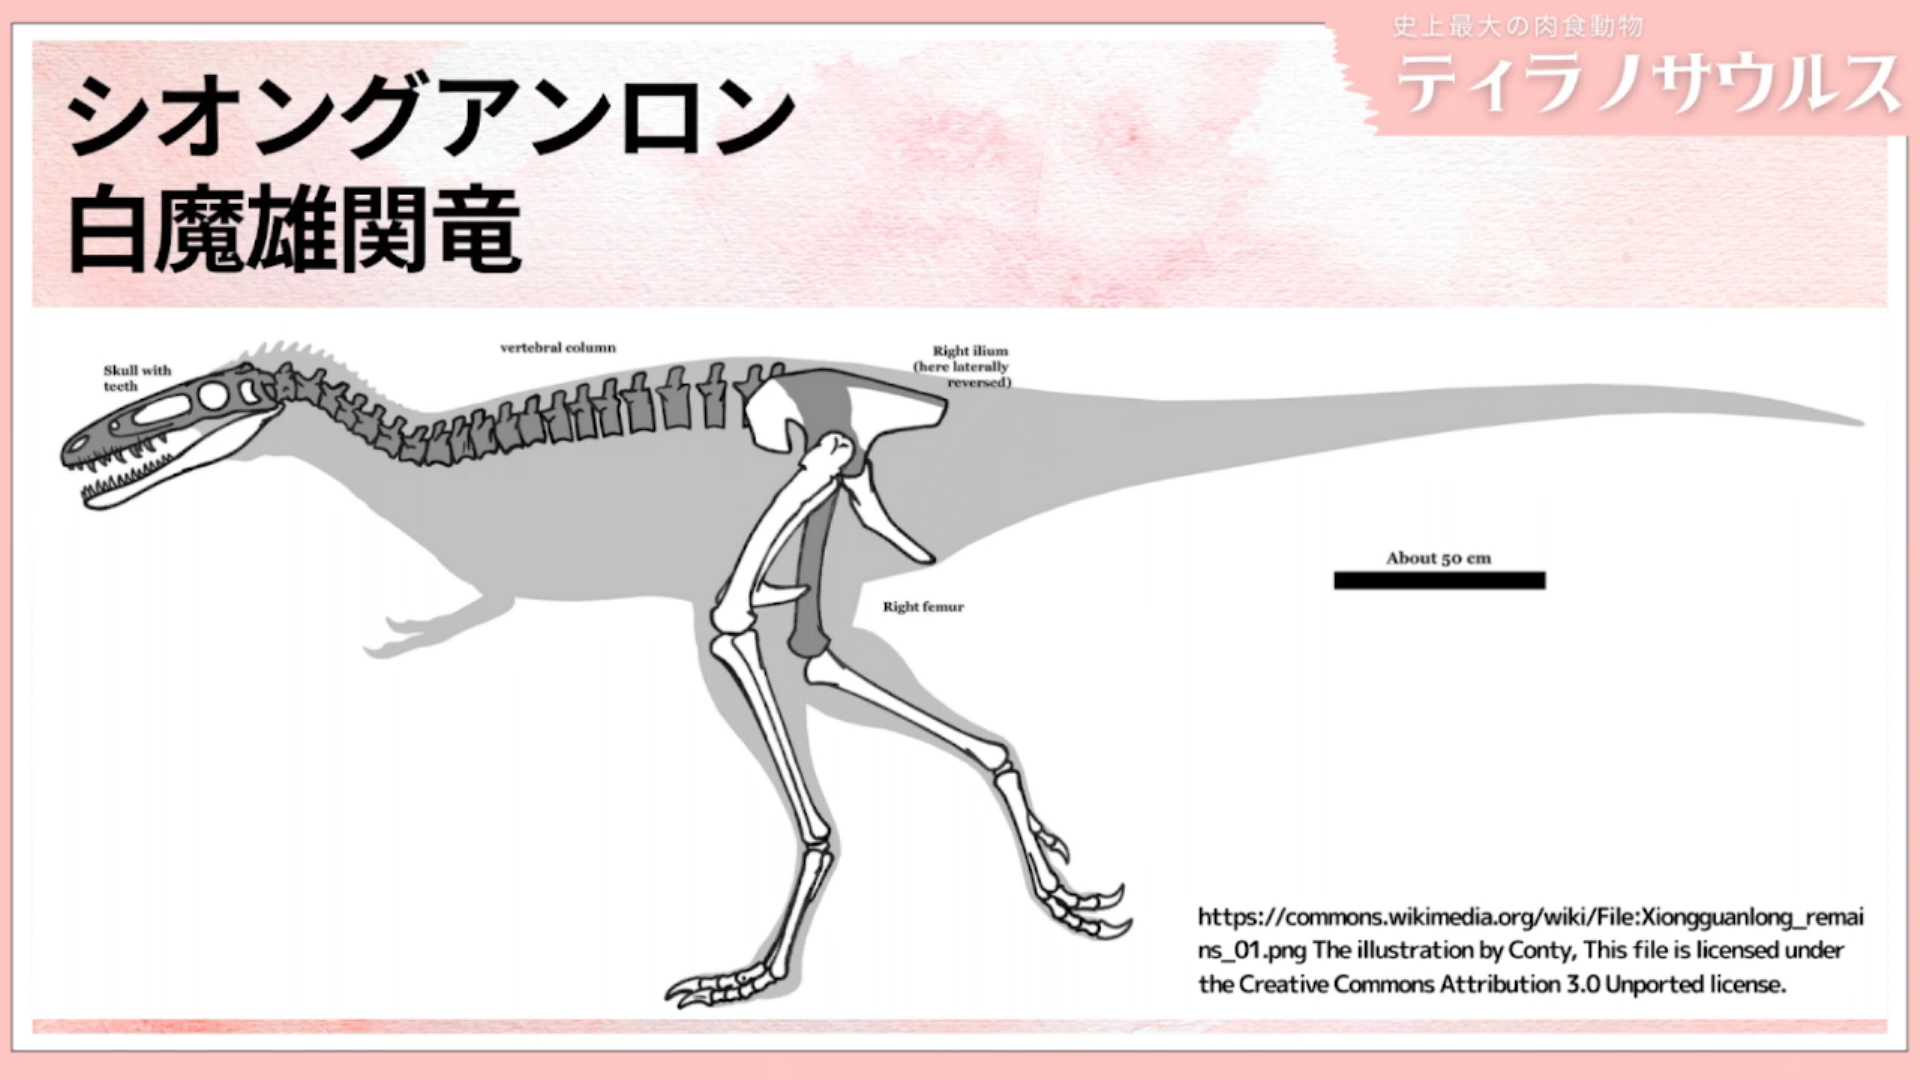 史上最大の肉食動物
ティラノサウルス
シオングアンロン
白魔雄関竜
Skull with
teeth
vertebral column
Right ilium
(here laterally
reversed)
About 50 cm
Right femur
https://commons.wikimedia.org/wiki/File:Xiongguanlong_remai
ns_01.png The illustration by Conty, This file is licensed under
the Creative Commons Attribution 3.0 Unported license.